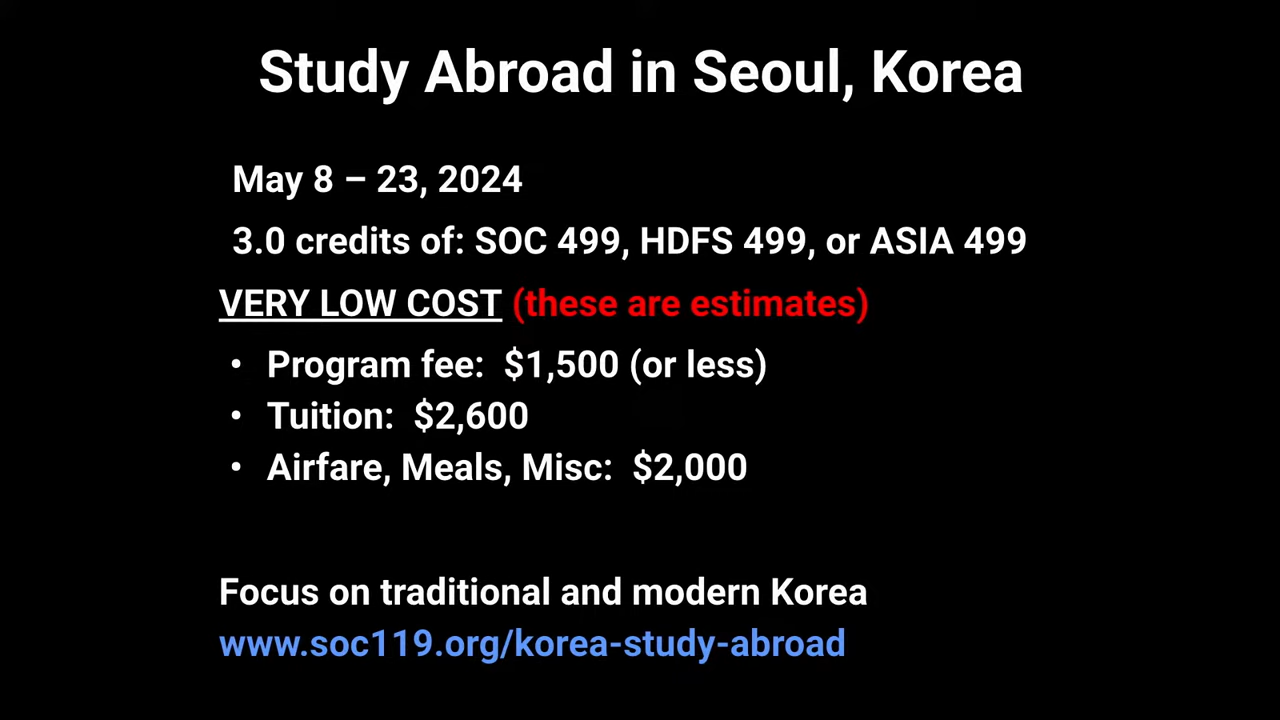 Study Abroad in Seoul, Korea
May 8 – 23, 2024
3.0 credits of: SOC 499, HDFS 499, or ASIA 499
VERY LOW COST (these are estimates)
• Program fee:  $1,500 (or less)
• Tuition:  $2,600
• Airfare, Meals, Misc:  $2,000
Focus on traditional and modern Korea
www.soc119.org/korea-study-abroad